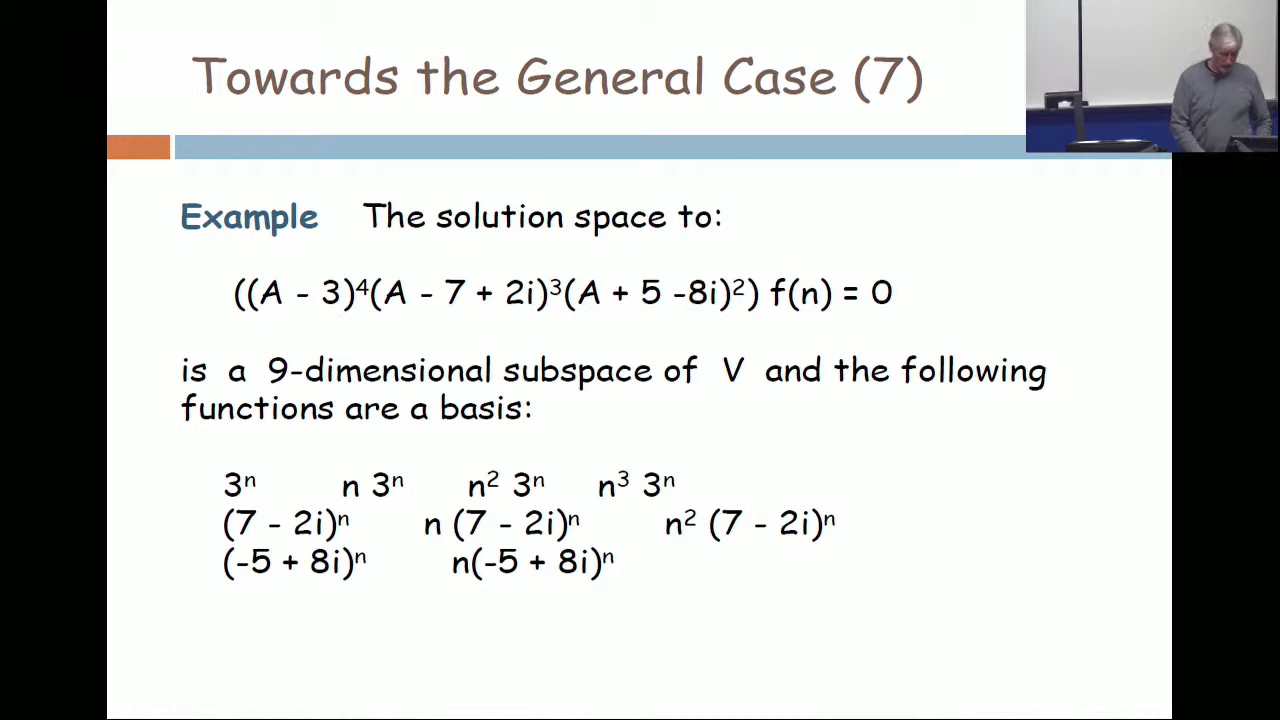 Towards the General Case (7)
Example The solution space to:
((A - 3)⁴(A - 7 + 2i)³(A + 5 -8i)²) f(n) = 0
is a 9-dimensional subspace of V and the following
functions are a basis:
3ⁿ n 3ⁿ n² 3ⁿ n³ 3ⁿ
(7 - 2i)ⁿ n (7 - 2i)ⁿ n² (7 - 2i)ⁿ
(-5 + 8i)ⁿ n(-5 + 8i)ⁿ